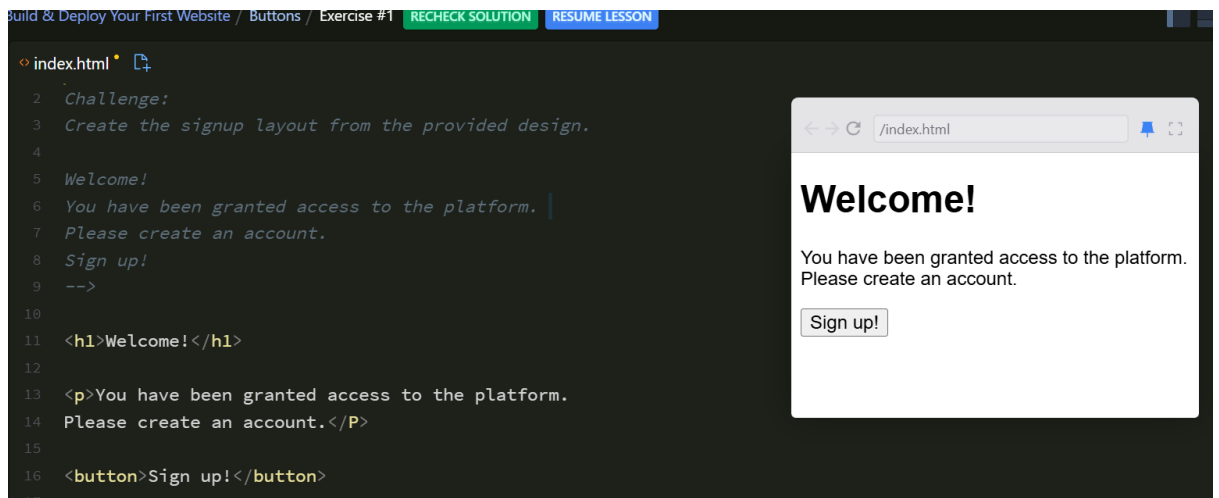 Build & Deploy Your First Website / Buttons / Exercise #1 RECHECK SOLUTION RESUME LESSON
<> index.html
2 Challenge:
3 Create the signup layout from the provided design.
4
5 Welcome!
6 You have been granted access to the platform.
7 Please create an account.
8 Sign up!
9 -->
10
11 <h1>Welcome!</h1>
12
13 <p>You have been granted access to the platform.
14 Please create an account.</P>
15
16 <button>Sign up!</button>
/index.html
Welcome!
You have been granted access to the platform.
Please create an account.
Sign up!